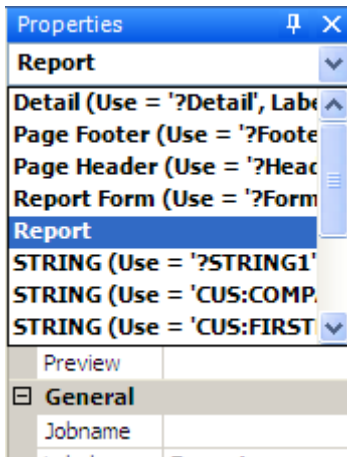 Properties
Report
Detail (Use = '?Detail', Labe
Page Footer (Use = '?Foote
Page Header (Use = '?Head
Report Form (Use = '?Form
Report
STRING (Use = '?STRING1'
STRING (Use = 'CUS:COMP
STRING (Use = 'CUS:FIRST
Preview
General
Jobname